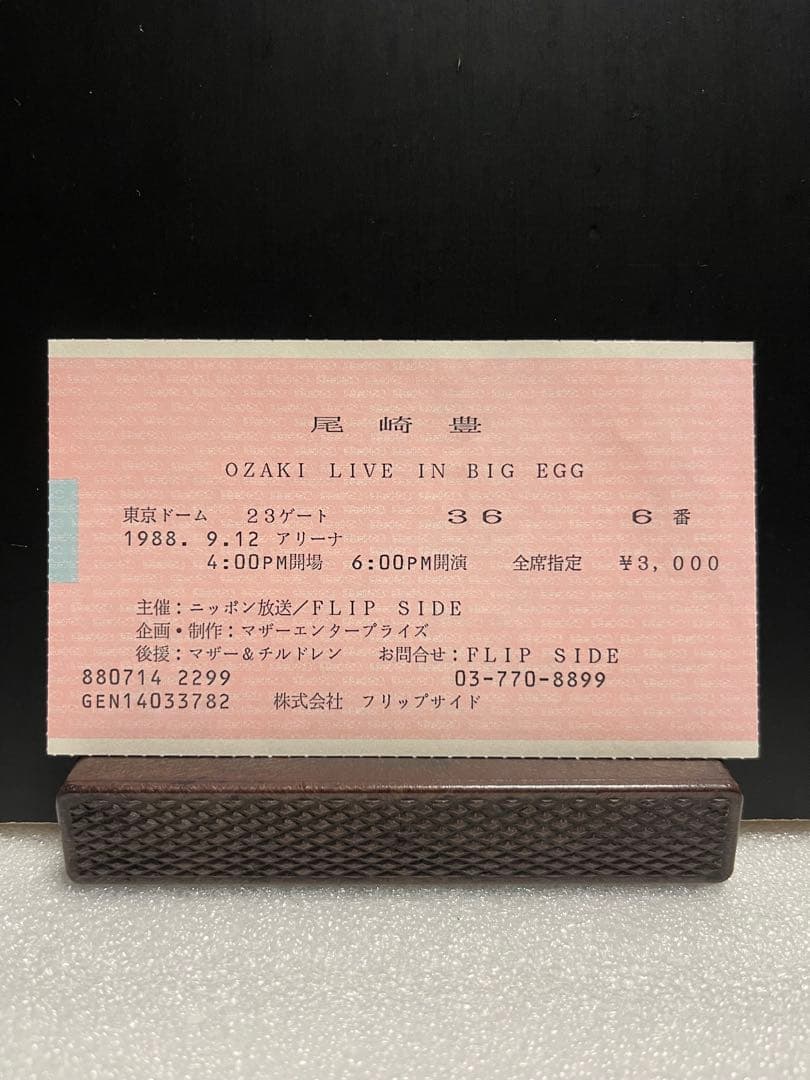 尾崎豊
OZAKI LIVE IN BIG EGG
東京ドーム 23ゲート 36 6番
1988. 9.12 アリーナ
4:00PM開場 6:00PM開演 全席指定 ¥3,000
主催：ニッポン放送／FLIP SIDE
企画・制作：マザーエンタープライズ
後援：マザー＆チルドレン お問合せ：FLIP SIDE
880714 2299 03-770-8899
GEN14033782 株式会社 フリップサイド